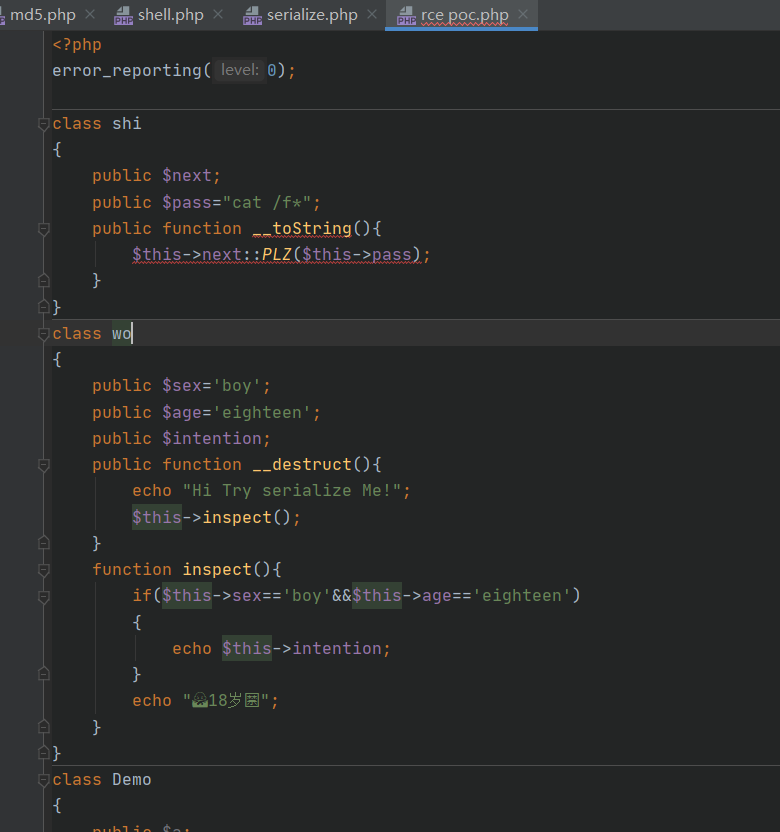 md5.php shell.php serialize.php rce poc.php
<?php
error_reporting( level: 0);
class shi
{
public $next;
public $pass="cat /f*";
public function __toString(){
$this->next::PLZ($this->pass);
}
}
class wo
{
public $sex='boy';
public $age='eighteen';
public $intention;
public function __destruct(){
echo "Hi Try serialize Me!";
$this->inspect();
}
function inspect(){
if($this->sex=='boy'&&$this->age=='eighteen')
{
echo $this->intention;
}
echo "🙅18岁🈲";
}
}
class Demo
{
public $a;